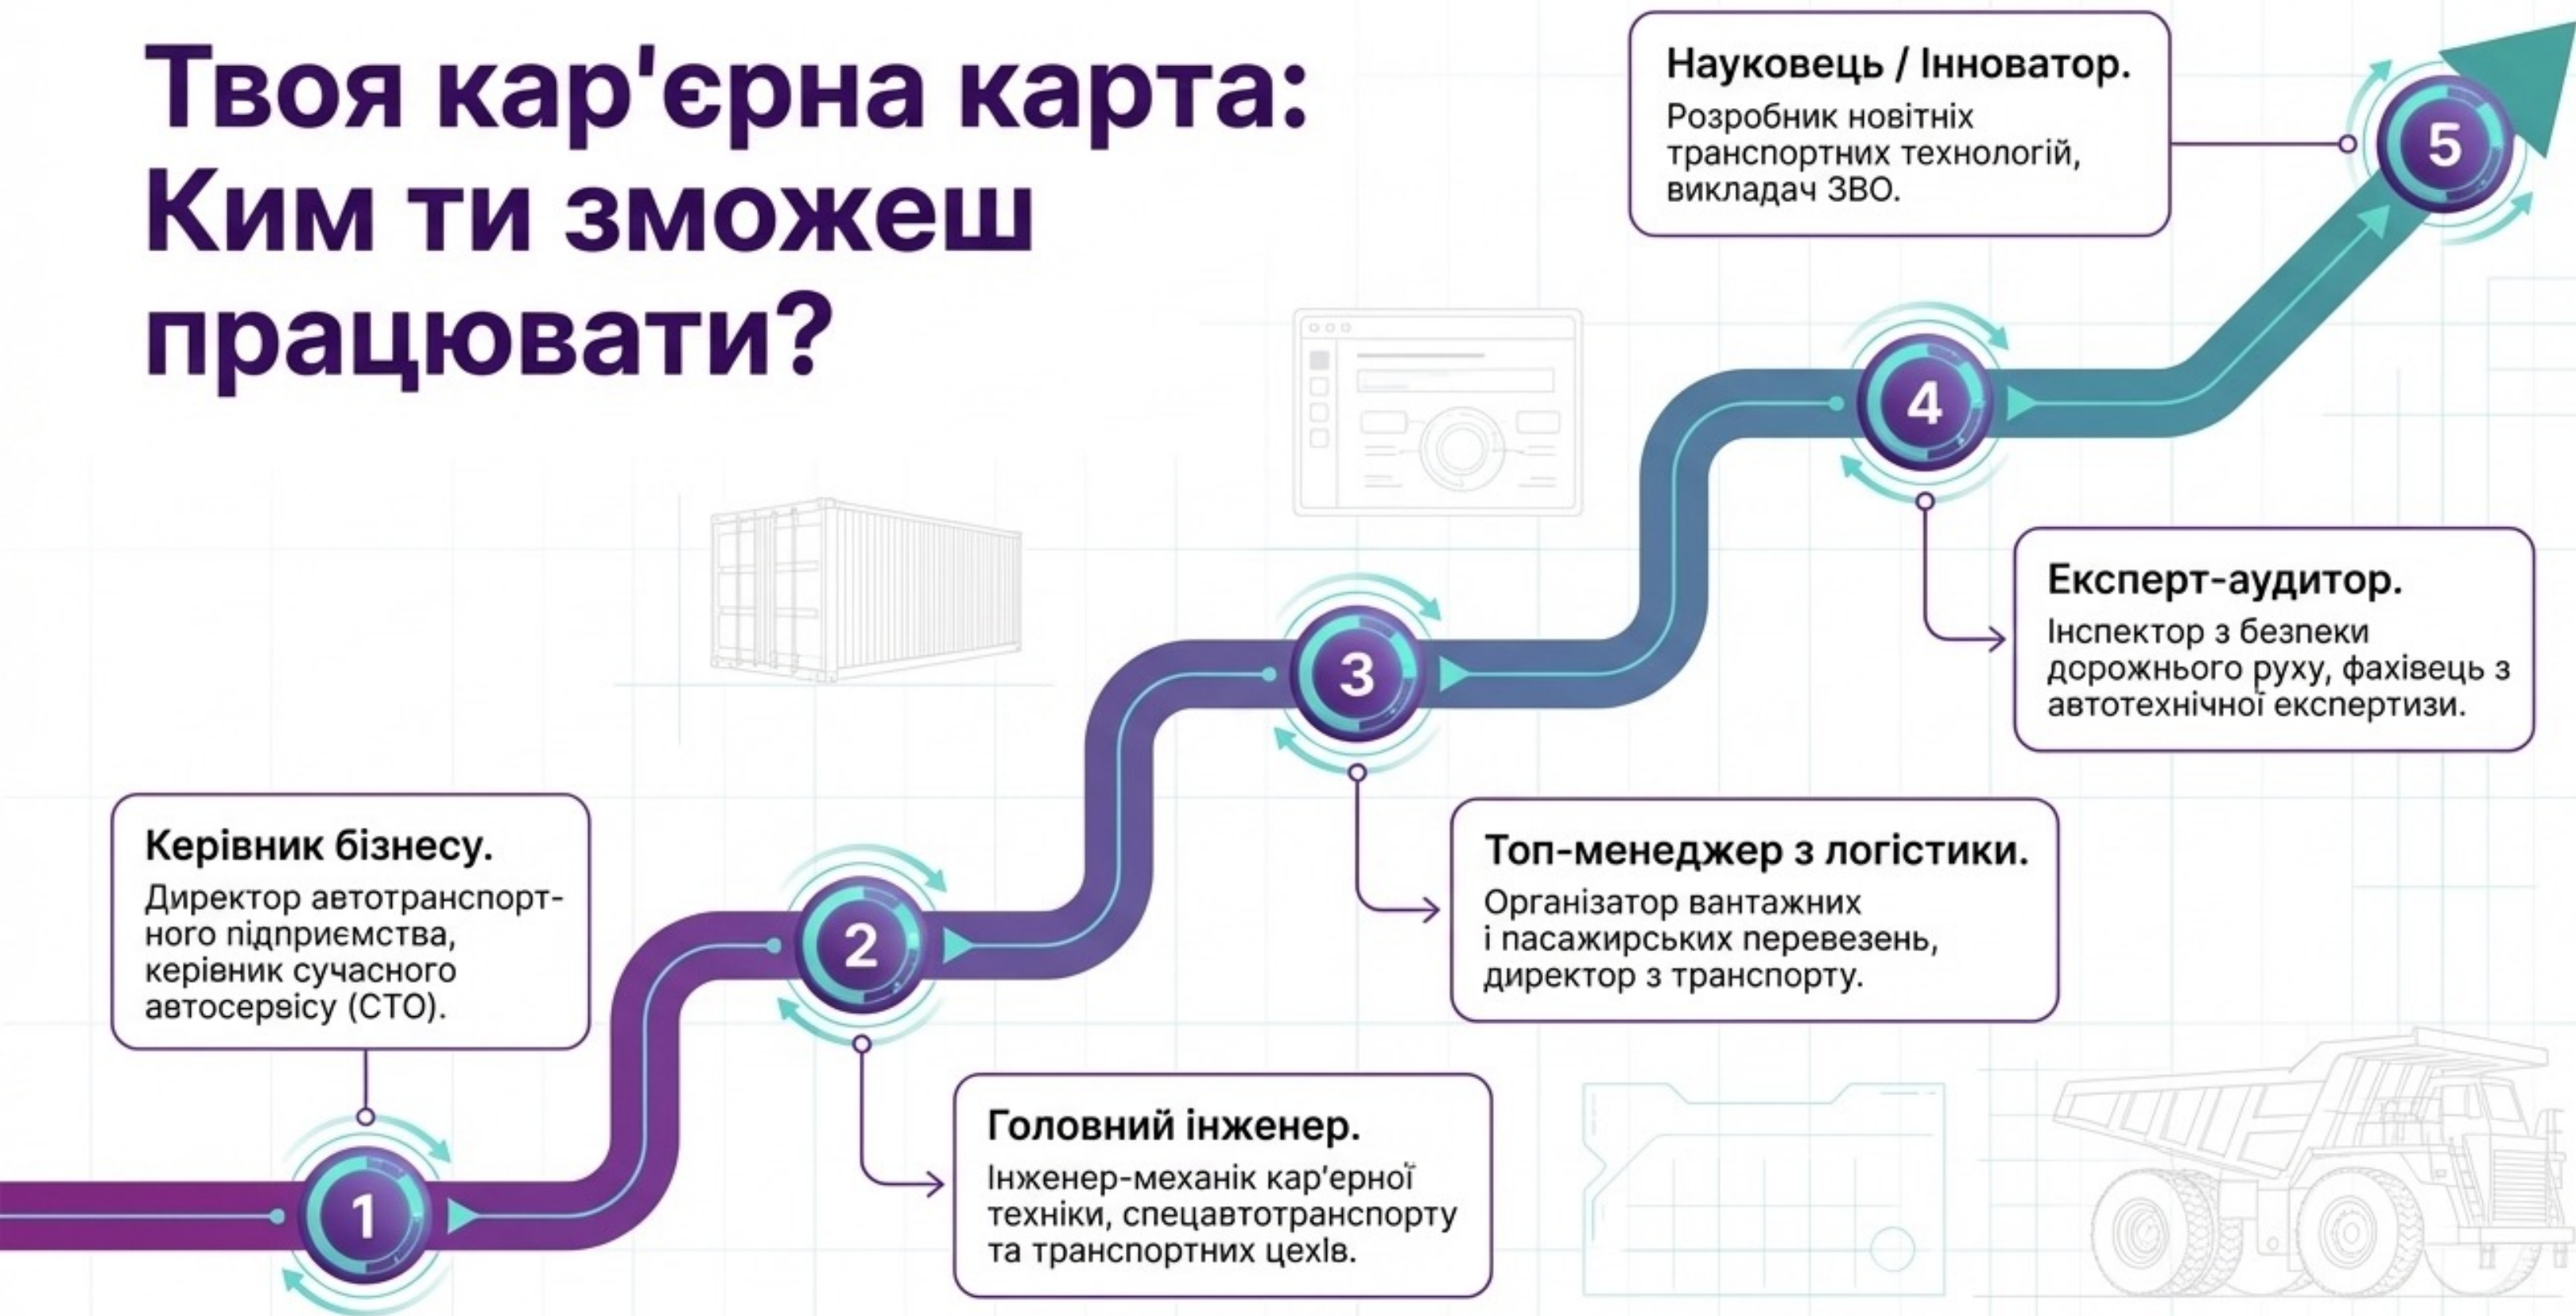 Твоя кар'єрна карта:
Ким ти зможеш
працювати?
1
Керівник бізнесу.
Директор автотранспорт-
ного підприємства,
керівник сучасного
автосервісу (СТО).
2
Головний інженер.
Інженер-механік кар'ерної
техніки, спецавтотранспорту
та транспортних цехів.
3
Топ-менеджер з логістики.
Організатор вантажних
і пасажирських перевезень,
директор з транспорту.
4
Експерт-аудитор.
Інспектор з безпеки
дорожнього руху, фахівець з
автотехнічної експертизи.
5
Науковець / Інноватор.
Розробник новітніх
транспортних технологій,
викладач ЗВО.